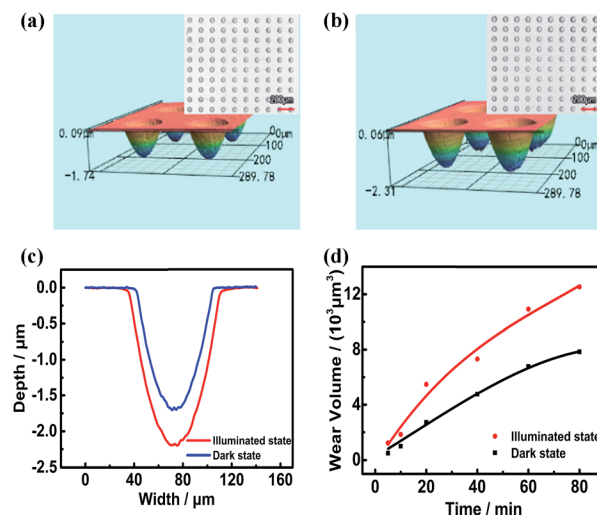 (a)
200μm
0.09μm
0μm
100
200
-1.74
289.78
(b)
200μm
0.06μm
0μm
100
200
-2.31
289.78
(c)
0.0
-0.5
-1.0
-1.5
-2.0
-2.5
Depth / μm
Illuminated state
Dark state
0 40 80 120 160
Width / μm
(d)
12
8
4
0
Wear Volume / (10³μm³)
Illuminated state
Dark state
0 20 40 60 80
Time / min